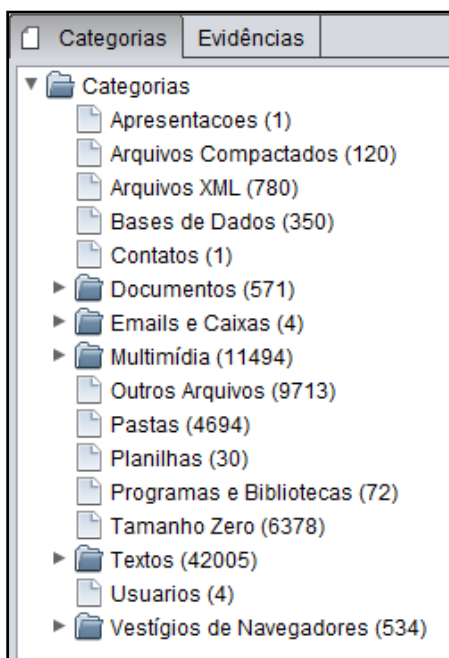 Categorias Evidências
Categorias
Apresentacoes (1)
Arquivos Compactados (120)
Arquivos XML (780)
Bases de Dados (350)
Contatos (1)
Documentos (571)
Emails e Caixas (4)
Multimídia (11494)
Outros Arquivos (9713)
Pastas (4694)
Planilhas (30)
Programas e Bibliotecas (72)
Tamanho Zero (6378)
Textos (42005)
Usuarios (4)
Vestígios de Navegadores (534)